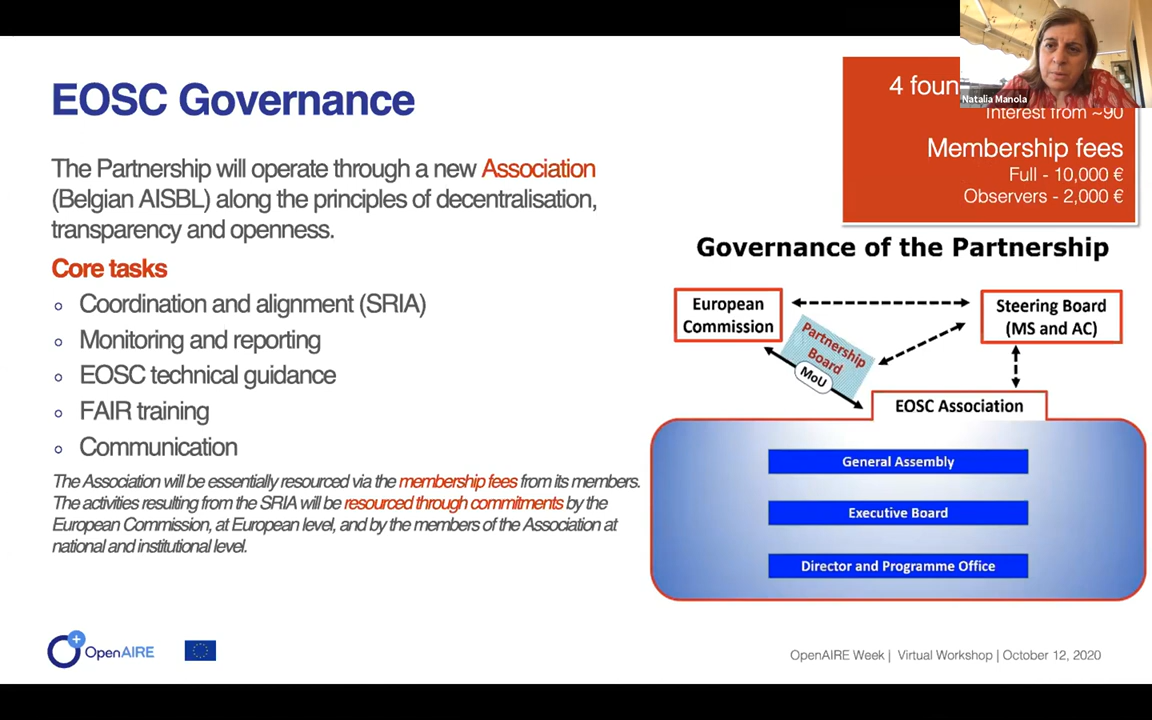 Natalia Manola
4
Interest from ~90
Membership fees
Full - 10,000 €
Observers - 2,000 €
EOSC Governance
The Partnership will operate through a new Association
(Belgian AISBL) along the principles of decentralisation,
transparency and openness.
Core tasks
Coordination and alignment (SRIA)
Monitoring and reporting
EOSC technical guidance
FAIR training
Communication
The Association will be essentially resourced via the membership fees from its members.
The activities resulting from the SRIA will be resourced through commitments by the
European Commission, at European level, and by the members of the Association at
national and institutional level.
Governance of the Partnership
European
Commission
Steering Board
(MS and AC)
Partnership
Board
MoU
EOSC Association
General Assembly
Executive Board
Director and Programme Office
OpenAIRE
OpenAIRE Week | Virtual Workshop | October 12, 2020